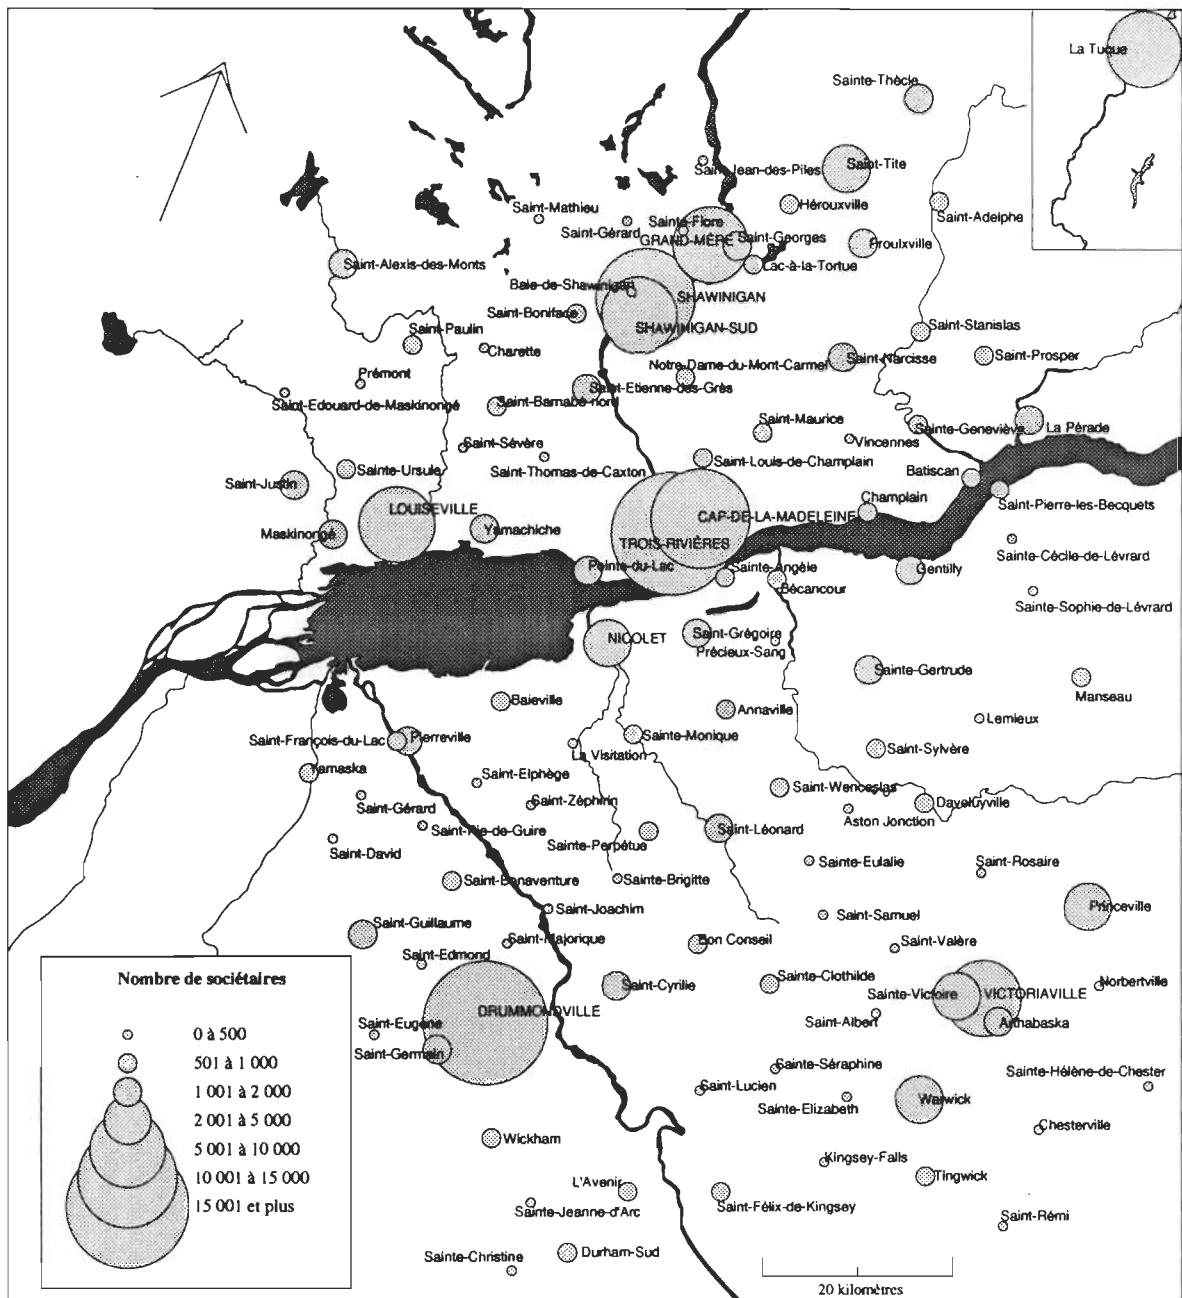 La Tuque
Sainte-Thècle
Saint-Tite
Saint-Jean-des-Piles
Hérouxville
Saint-Adelphe
Saint-Mathieu
Saint-Gérard
Sainte-Flore
GRAND-MÈRE
Saint-Georges
Proulxville
Lac-à-la-Tortue
Saint-Alexis-des-Monts
Baie-de-Shawinigan
SHAWINIGAN
Saint-Boniface
SHAWINIGAN-SUD
Saint-Stanislas
Saint-Paulin
Charette
Notre-Dame-du-Mont-Carmel
Saint-Narcisse
Saint-Prosper
Prémont
Saint-Etienne-des-Grès
Saint-Edouard-de-Maskinongé
Saint-Barnabé-nord
Saint-Maurice
Sainte-Geneviève
La Pérade
Saint-Sévère
Vincennes
Saint-Thomas-de-Caxton
Saint-Louis-de-Champlain
Sainte-Ursule
Batiscan
Saint-Justin
Champlain
Saint-Pierre-les-Becquets
LOUISEVILLE
CAP-DE-LA-MADELEINE
Maskinongé
Yamachiche
TROIS-RIVIÈRES
Sainte-Cécile-de-Lévrard
Pointe-du-Lac
Sainte-Angèle
Gentilly
Bécancour
Sainte-Sophie-de-Lévrard
NICOLET
Saint-Grégoire
Précieux-Sang
Sainte-Gertrude
Manseau
Baieville
Annaville
Lemieux
Saint-François-du-Lac
Pierreville
Sainte-Monique
La Visitation
Saint-Sylvère
Yamaska
Saint-Elphège
Saint-Wenceslas
Saint-Gérard
Saint-Zéphirin
Daveluyville
Aston Jonction
Saint-Pie-de-Guire
Saint-Léonard
Saint-David
Sainte-Perpétue
Sainte-Eulalie
Saint-Rosaire
Saint-Bonaventure
Sainte-Brigitte
Saint-Joachim
Princeville
Saint-Guillaume
Saint-Samuel
Saint-Majorique
Bon Conseil
Saint-Valère
Saint-Edmond
Saint-Cyrille
Sainte-Clothilde
Norbertville
Sainte-Victoire
VICTORIAVILLE
DRUMMONDVILLE
Saint-Albert
Arthabaska
Saint-Eugène
Saint-Germain
Sainte-Séraphine
Sainte-Hélène-de-Chester
Saint-Lucien
Sainte-Elizabeth
Warwick
Chesterville
Wickham
Kingsey-Falls
L'Avenir
Tingwick
Sainte-Jeanne-d'Arc
Saint-Félix-de-Kingsey
Saint-Rémi
Sainte-Christine
Durham-Sud
Nombre de sociétaires
0 à 500
501 à 1 000
1 001 à 2 000
2 001 à 5 000
5 001 à 10 000
10 001 à 15 000
15 001 et plus
20 kilomètres